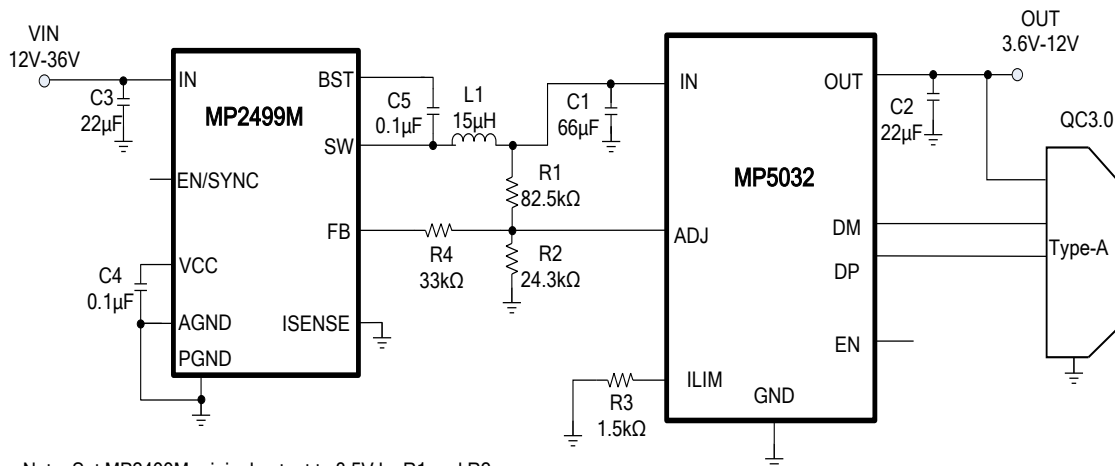 VIN
12V-36V
C3
22µF
IN
MP2499M
BST
C5
0.1µF
L1
15µH
SW
EN/SYNC
FB
VCC
C4
0.1µF
AGND
PGND
ISENSE
R4
33kΩ
R1
82.5kΩ
R2
24.3kΩ
C1
66µF
IN
MP5032
OUT
ADJ
DM
DP
EN
ILIM
GND
R3
1.5kΩ
OUT
3.6V-12V
C2
22µF
QC3.0
Type-A